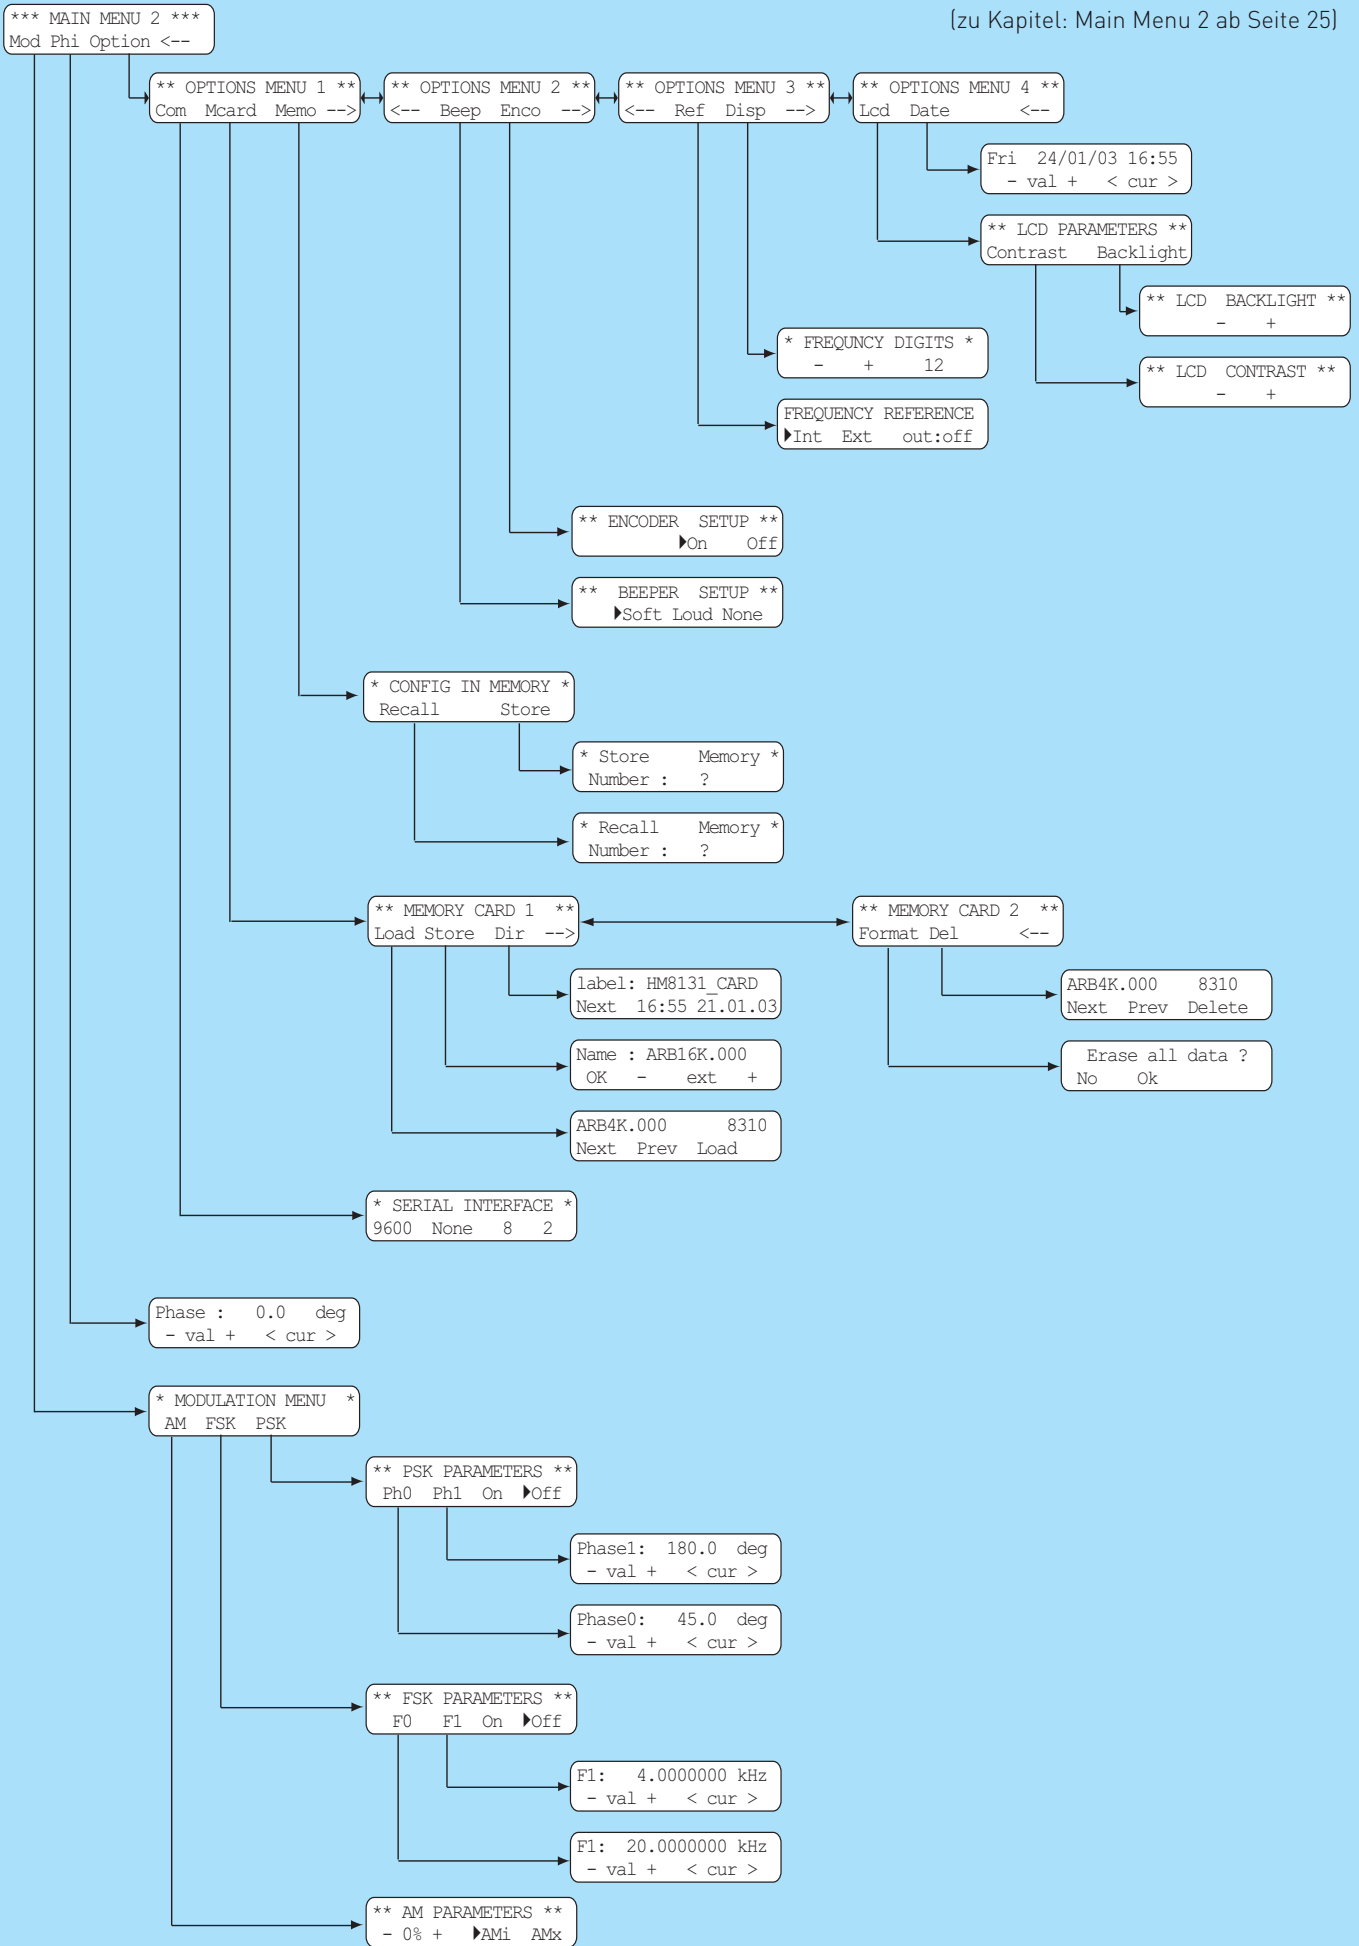 *** MAIN MENU 2 ***
Mod Phi Option <--
(zu Kapitel: Main Menu 2 ab Seite 25)
** OPTIONS MENU 1 **
Com Mcard Memo -->
** OPTIONS MENU 2 **
<-- Beep Enco -->
** OPTIONS MENU 3 **
<-- Ref Disp -->
** OPTIONS MENU 4 **
Lcd Date <--
Fri 24/01/03 16:55
- val + < cur >
** LCD PARAMETERS **
Contrast Backlight
** LCD BACKLIGHT **
- +
* FREQUNCY DIGITS *
- + 12
** LCD CONTRAST **
- +
FREQUENCY REFERENCE
▶Int Ext out:off
** ENCODER SETUP **
▶On Off
** BEEPER SETUP **
▶Soft Loud None
* CONFIG IN MEMORY *
Recall Store
* Store Memory *
Number : ?
* Recall Memory *
Number : ?
** MEMORY CARD 1 **
Load Store Dir -->
** MEMORY CARD 2 **
Format Del <--
label: HM8131_CARD
Next 16:55 21.01.03
ARB4K.000 8310
Next Prev Delete
Name : ARB16K.000
OK - ext +
Erase all data ?
No Ok
ARB4K.000 8310
Next Prev Load
* SERIAL INTERFACE *
9600 None 8 2
Phase : 0.0 deg
- val + < cur >
* MODULATION MENU *
AM FSK PSK
** PSK PARAMETERS **
Ph0 Ph1 On ▶Off
Phase1: 180.0 deg
- val + < cur >
Phase0: 45.0 deg
- val + < cur >
** FSK PARAMETERS **
F0 F1 On ▶Off
F1: 4.0000000 kHz
- val + < cur >
F1: 20.0000000 kHz
- val + < cur >
** AM PARAMETERS **
- 0% + ▶AMi AMx